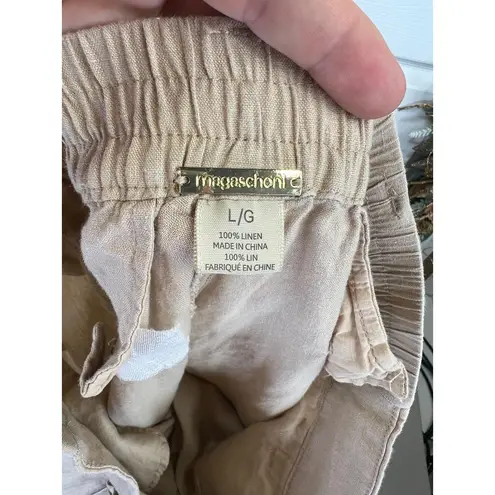 magaschoni
L/G
100% LINEN
MADE IN CHINA
100% LIN
FABRIQUÉ EN CHINE